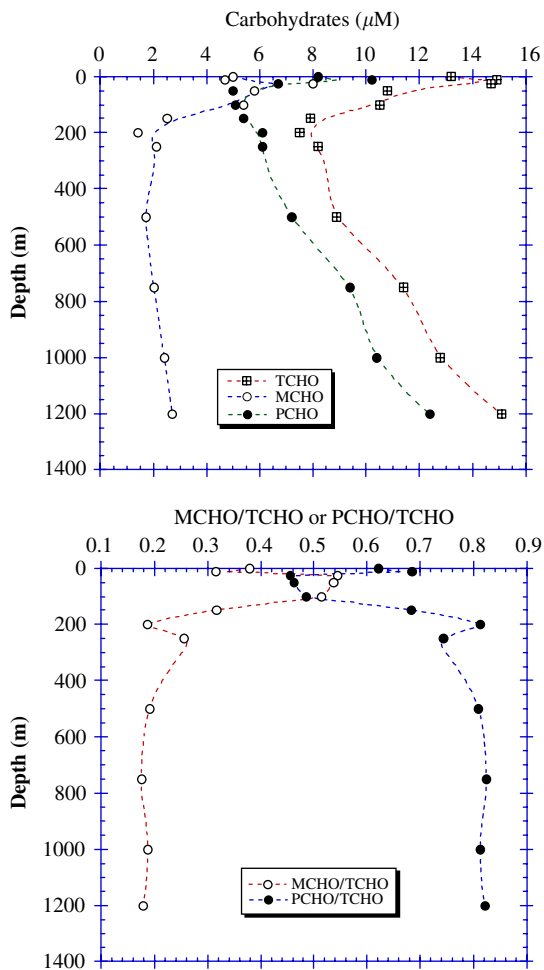 Carbohydrates (μM)
0 2 4 6 8 10 12 14 16
0
200
400
600
800
1000
1200
1400
Depth (m)
TCHO
MCHO
PCHO
MCHO/TCHO or PCHO/TCHO
0.1 0.2 0.3 0.4 0.5 0.6 0.7 0.8 0.9
0
200
400
600
800
1000
1200
1400
Depth (m)
MCHO/TCHO
PCHO/TCHO